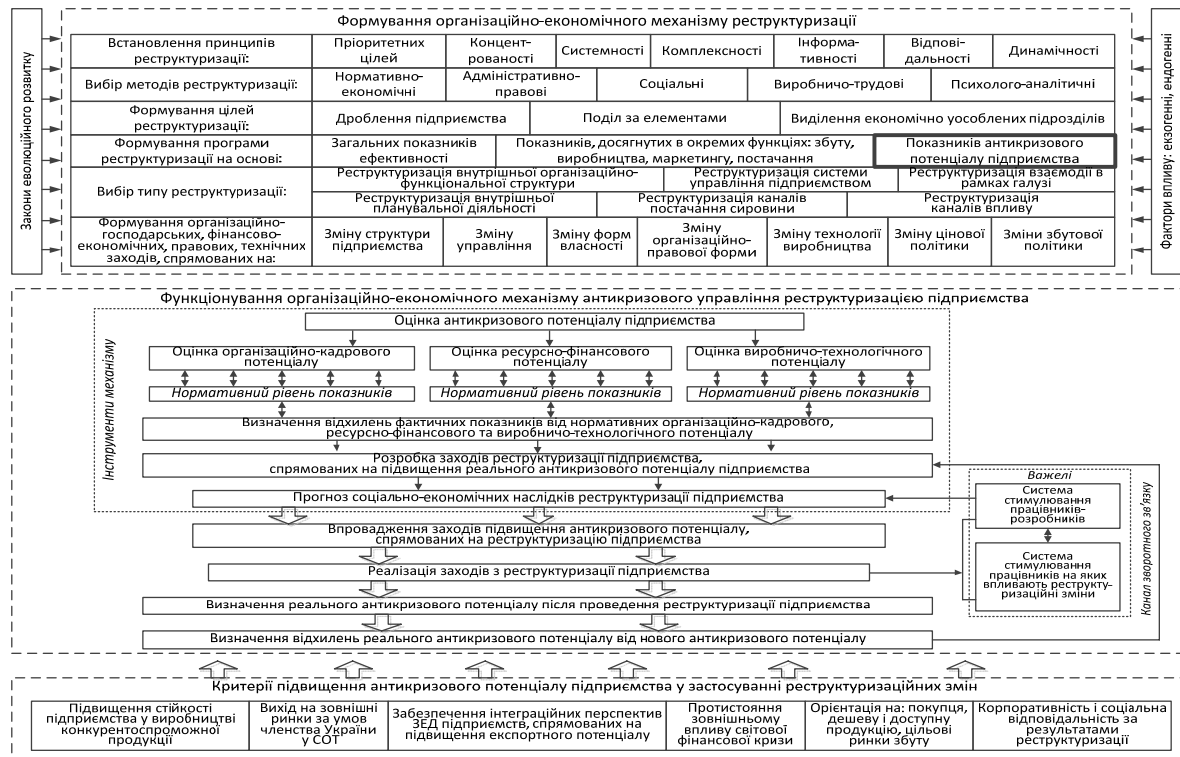 Формування організаційно-економічного механізму реструктуризації
Закони еволюційного розвитку
Фактори впливу: екзогенні, ендогенні
Встановлення принципів
реструктуризації:
Пріоритетних
цілей
Концент-
рованості
Системності
Комплексності
Інформа-
тивності
Відпові-
дальності
Динамічності
Вибір методів реструктуризації:
Нормативно-
економічні
Адміністративно-
правові
Соціальні
Виробничо-трудові
Психолого-аналітичні
Формування цілей
реструктуризації:
Дроблення підприємства
Поділ за елементами
Виділення економічно уособлених підрозділів
Формування програми
реструктуризації на основі:
Загальних показників
ефективності
Показників, досягнутих в окремих функціях: збуту,
виробництва, маркетингу, постачання
Показників антикризового
потенціалу підприємства
Вибір типу реструктуризації:
Реструктуризація внутрішньої організаційно-
функціональної структури
Реструктуризація системи
управління підприємством
Реструктуризація взаємодії в
рамках галузі
Реструктуризація внутрішньої
планувальної діяльності
Реструктуризація каналів
постачання сировини
Реструктуризація
каналів впливу
Формування організаційно-
господарських, фінансово-
економічних, правових, технічних
заходів, спрямованих на:
Зміну структури
підприємства
Зміну
управління
Зміну форм
власності
Зміну
організаційно-
правової форми
Зміну технології
виробництва
Зміну цінової
політики
Зміни збутової
політики
Функціонування організаційно-економічного механізму антикризового управління реструктуризацією підприємства
Інструменти механізму
Оцінка антикризового потенціалу підприємства
Оцінка організаційно-кадрового
потенціалу
Оцінка ресурсно-фінансового
потенціалу
Оцінка виробничо-технологічного
потенціалу
Нормативний рівень показників
Нормативний рівень показників
Нормативний рівень показників
Визначення відхилень фактичних показників від нормативних організаційно-кадрового,
ресурсно-фінансового та виробничо-технологічного потенціалу
Розробка заходів реструктуризації підприємства,
спрямованих на підвищення реального антикризового потенціалу підприємства
Прогноз соціально-економічних наслідків реструктуризації підприємства
Впровадження заходів підвищення антикризового потенціалу,
спрямованих на реструктуризацію підприємства
Реалізація заходів з реструктуризації підприємства
Визначення реального антикризового потенціалу після проведення реструктуризації підприємства
Визначення відхилень реального антикризового потенціалу від нового антикризового потенціалу
Важелі
Система
стимулювання
працівників-
розробників
Система
стимулювання
працівників на яких
впливають реструкту-
ризаційні зміни
Канал зворотного зв'язку
Критерії підвищення антикризового потенціалу підприємства у застосуванні реструктуризаційних змін
Підвищення стійкості
підприємства у виробництві
конкурентоспроможної
продукції
Вихід на зовнішні
ринки за умов
членства України
у СОТ
Забезпечення інтеграційних перспектив
ЗЕД підприємств, спрямованих на
підвищення експортного потенціалу
Протистояння
зовнішньому
впливу світової
фінансової кризи
Орієнтація на: покупця,
дешеву і доступну
продукцію, цільові
ринки збуту
Корпоративність і соціальна
відповідальність за
результатами
реструктуризації